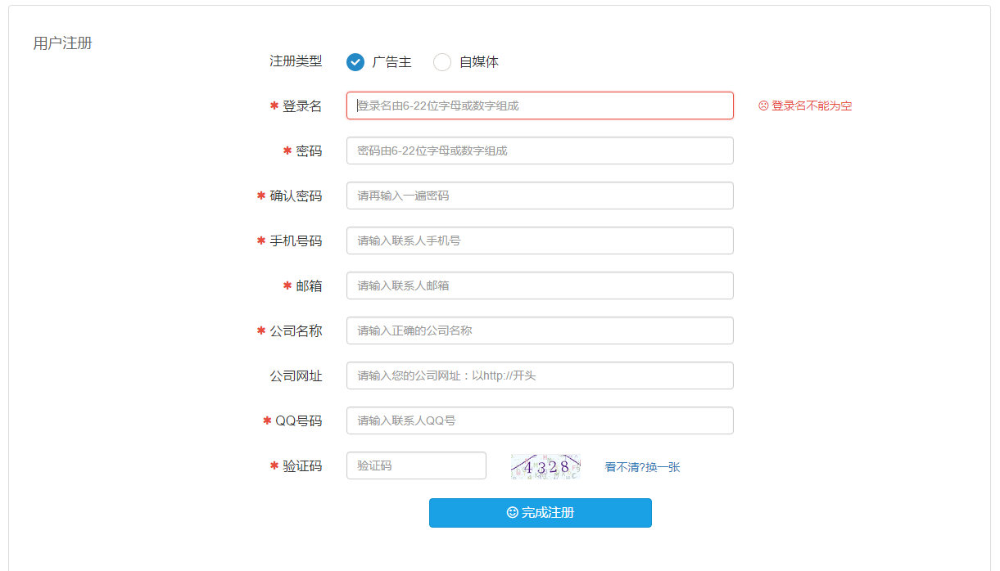 用户注册
注册类型 广告主 自媒体
✱ 登录名 登录名由6-22位字母或数字组成 登录名不能为空
✱ 密码 密码由6-22位字母或数字组成
✱ 确认密码 请再输入一遍密码
✱ 手机号码 请输入联系人手机号
✱ 邮箱 请输入联系人邮箱
✱ 公司名称 请输入正确的公司名称
公司网址 请输入您的公司网址：以http://开头
✱ QQ号码 请输入联系人QQ号
✱ 验证码 验证码 4328 看不清?换一张
完成注册